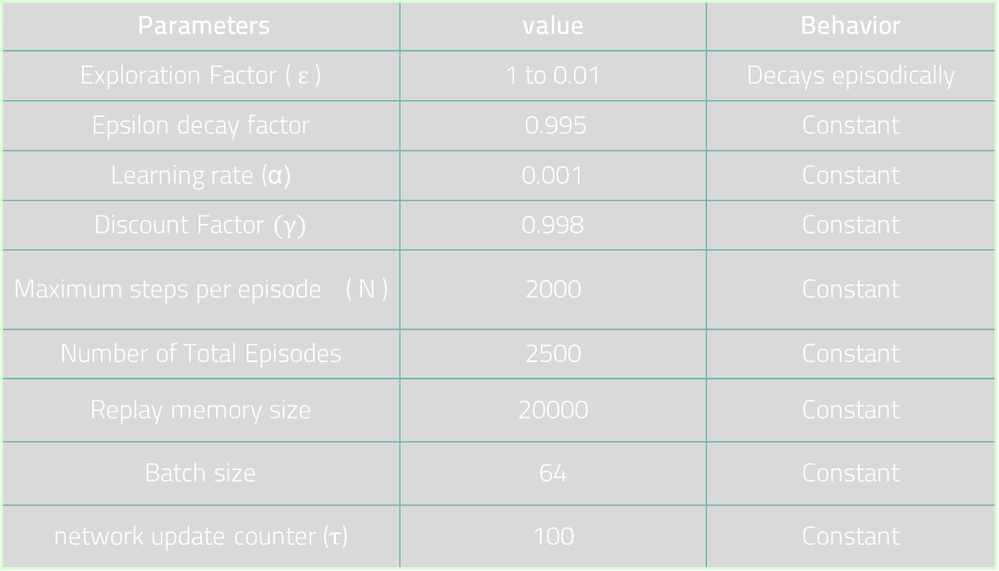 Parameters value Behavior
Exploration Factor ( ε ) 1 to 0.01 Decays episodically
Epsilon decay factor 0.995 Constant
Learning rate (α) 0.001 Constant
Discount Factor (γ) 0.998 Constant
Maximum steps per episode ( N ) 2000 Constant
Number of Total Episodes 2500 Constant
Replay memory size 20000 Constant
Batch size 64 Constant
network update counter (τ) 100 Constant